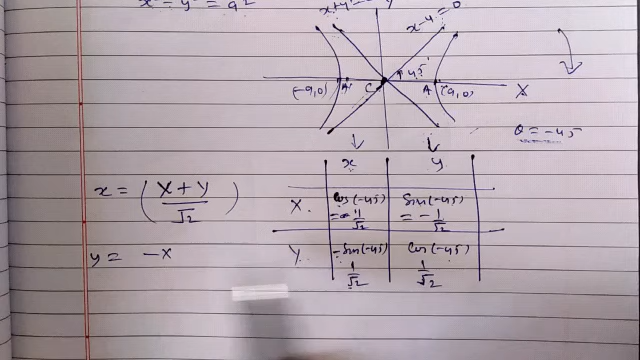 x² - y² = a²
x+y=0
x-y=0
45°
(-a,0) A' C A (a,0) X
θ = -45
x y
x = (X + Y / √2)
X. cos(-45) = 1/√2 Sin(-45) = -1/√2
y = -X
Y. -Sin(-45) 1/√2 cos(-45) 1/√2